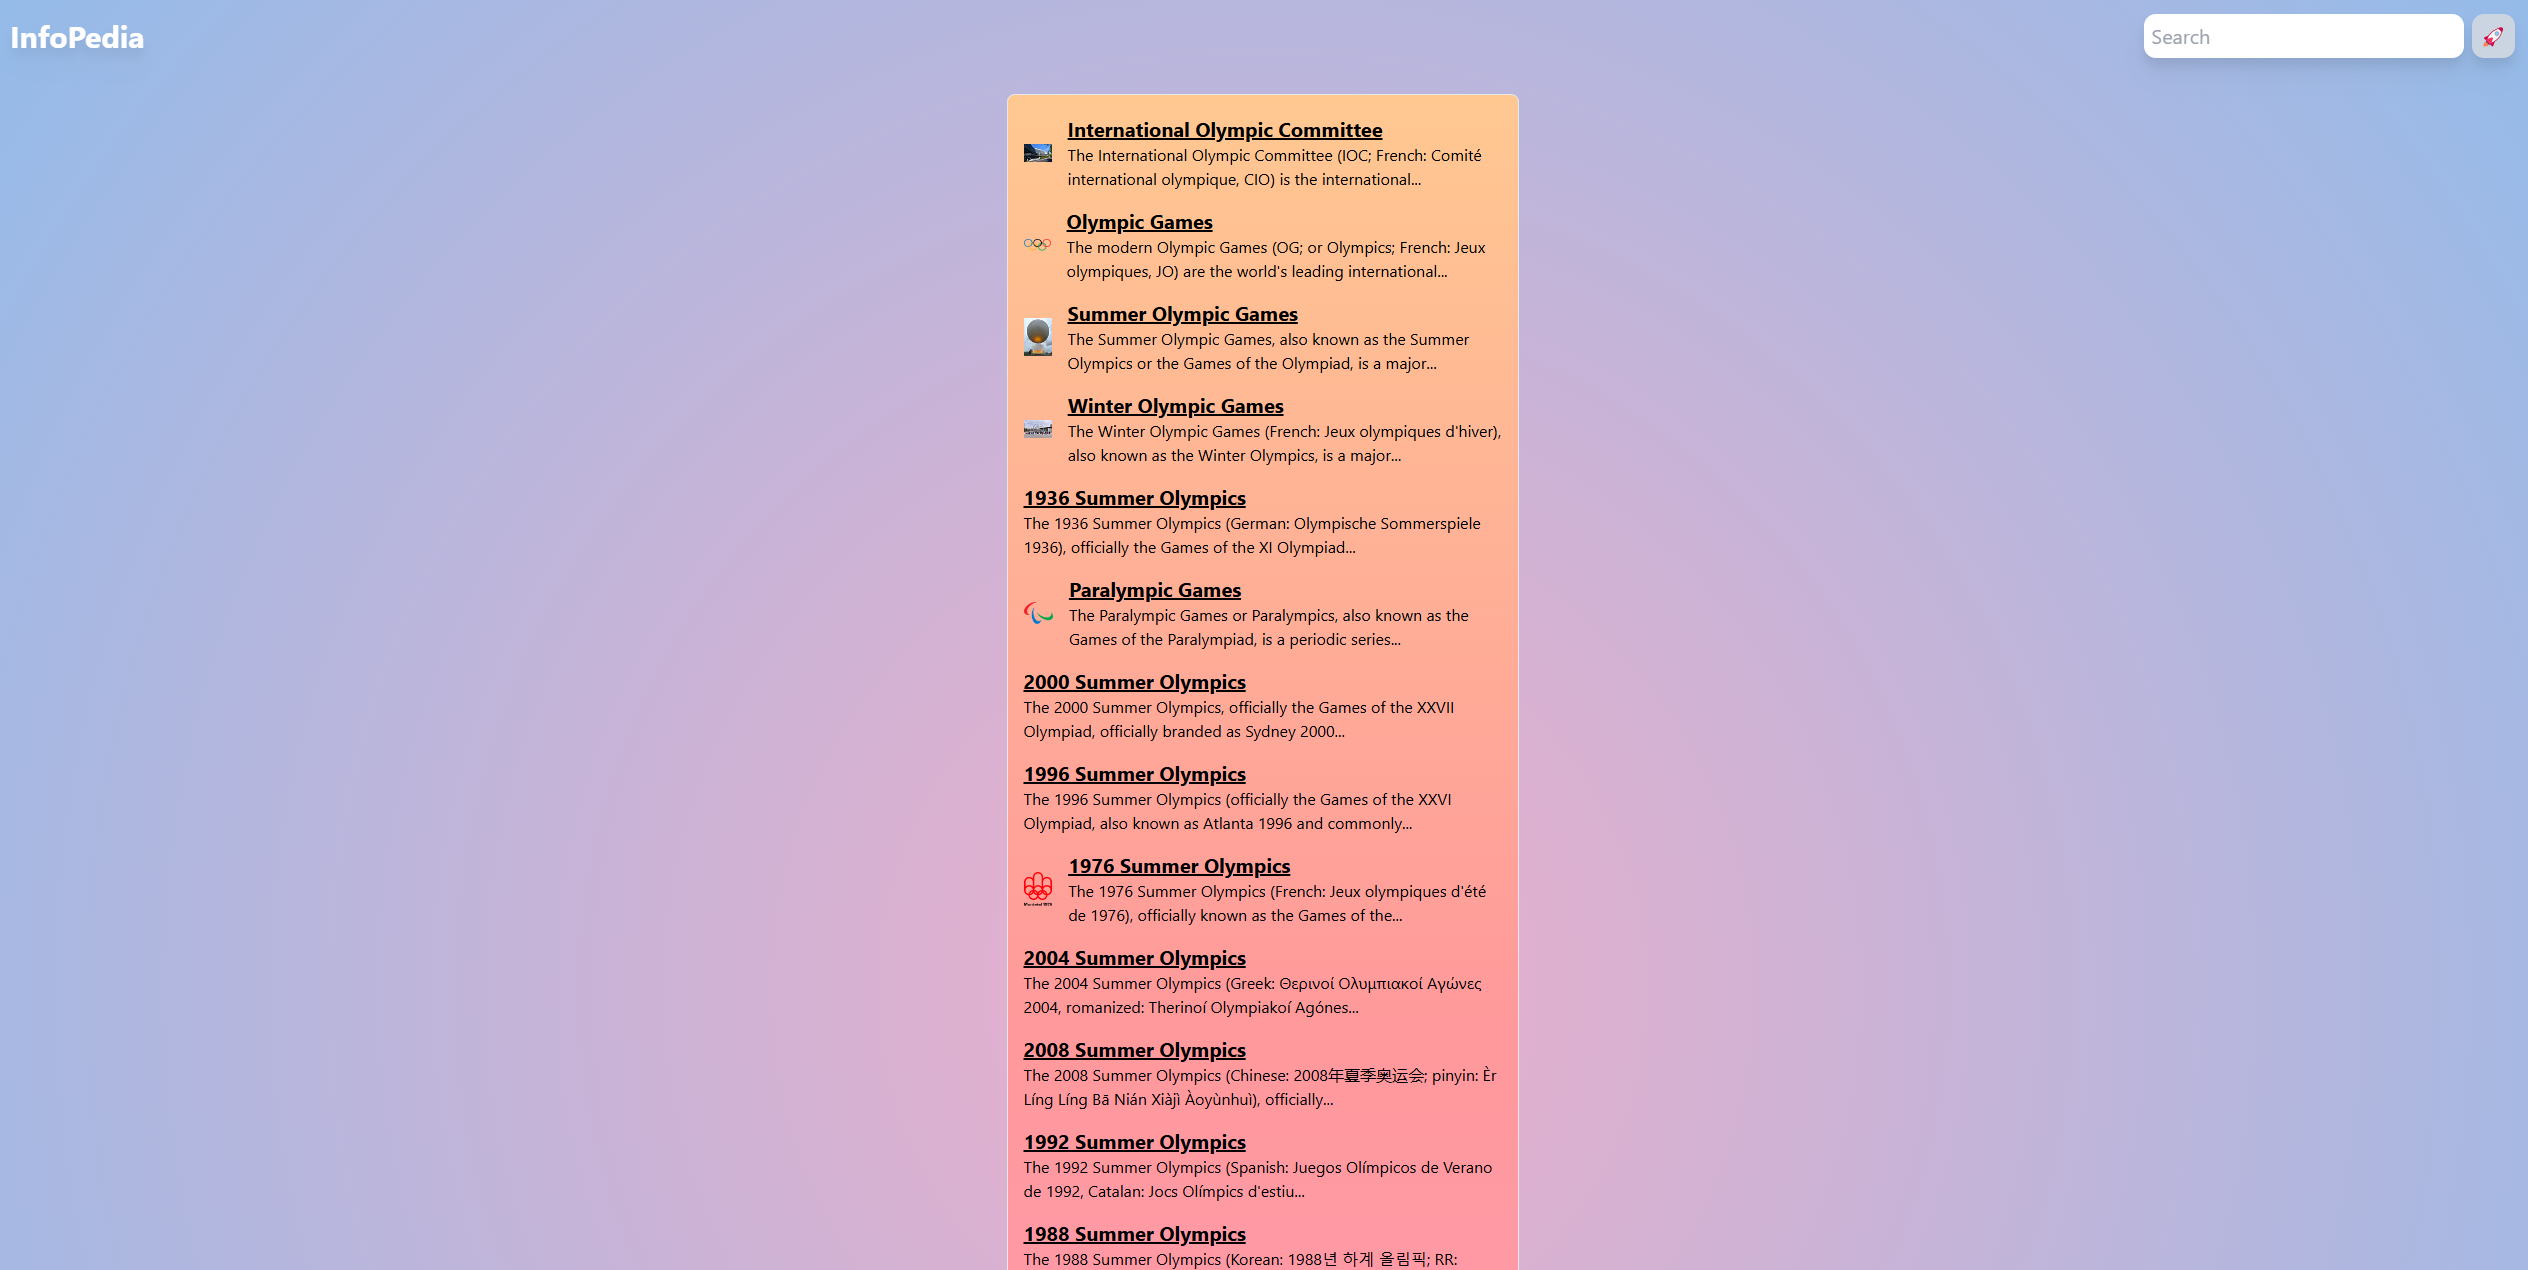 InfoPedia
Search
International Olympic Committee
The International Olympic Committee (IOC; French: Comité
international olympique, CIO) is the international...
Olympic Games
The modern Olympic Games (OG; or Olympics; French: Jeux
olympiques, JO) are the world's leading international...
Summer Olympic Games
The Summer Olympic Games, also known as the Summer
Olympics or the Games of the Olympiad, is a major...
Winter Olympic Games
The Winter Olympic Games (French: Jeux olympiques d'hiver),
also known as the Winter Olympics, is a major...
1936 Summer Olympics
The 1936 Summer Olympics (German: Olympische Sommerspiele
1936), officially the Games of the XI Olympiad...
Paralympic Games
The Paralympic Games or Paralympics, also known as the
Games of the Paralympiad, is a periodic series...
2000 Summer Olympics
The 2000 Summer Olympics, officially the Games of the XXVII
Olympiad, officially branded as Sydney 2000...
1996 Summer Olympics
The 1996 Summer Olympics (officially the Games of the XXVI
Olympiad, also known as Atlanta 1996 and commonly...
1976 Summer Olympics
The 1976 Summer Olympics (French: Jeux olympiques d'été
de 1976), officially known as the Games of the...
2004 Summer Olympics
The 2004 Summer Olympics (Greek: Θερινοί Ολυμπιακοί Αγώνες
2004, romanized: Therinoí Olympiakoí Agónes...
2008 Summer Olympics
The 2008 Summer Olympics (Chinese: 2008年夏季奥运会; pinyin: Èr
Líng Líng Bā Nián Xiàjì Àoyùnhuì), officially...
1992 Summer Olympics
The 1992 Summer Olympics (Spanish: Juegos Olímpicos de Verano
de 1992, Catalan: Jocs Olímpics d'estiu...
1988 Summer Olympics
The 1988 Summer Olympics (Korean: 1988년 하계 올림픽; RR: